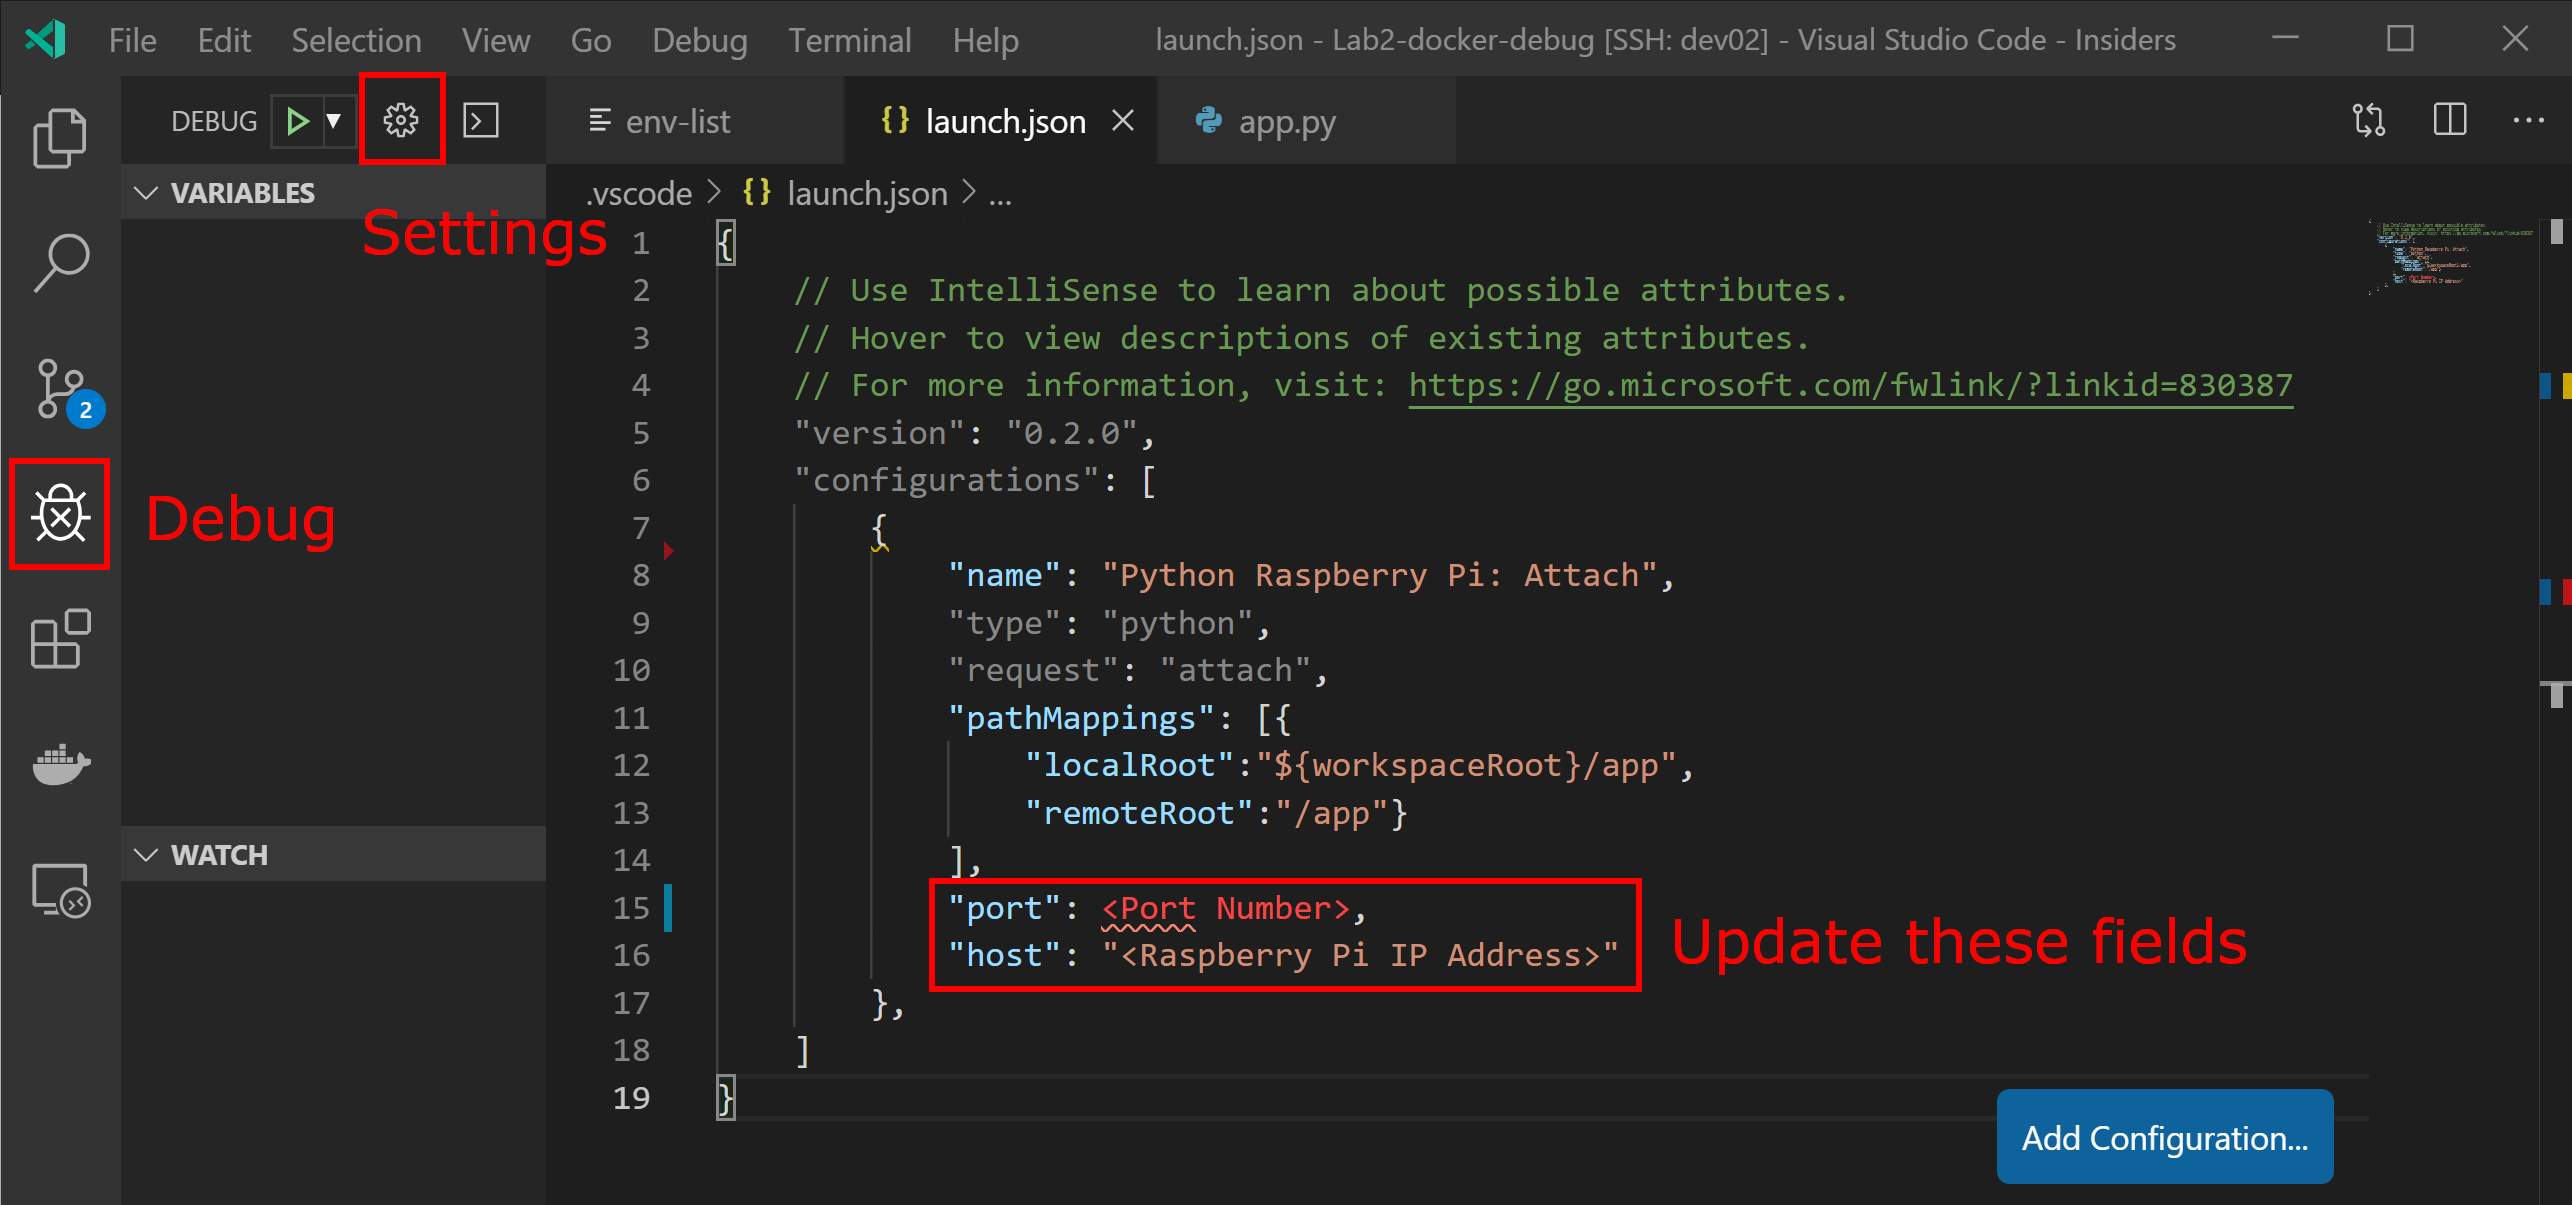 File Edit Selection View Go Debug Terminal Help launch.json - Lab2-docker-debug [SSH: dev02] - Visual Studio Code - Insiders
DEBUG
env-list
{} launch.json
app.py
VARIABLES
.vscode > {} launch.json > ...
Settings
1 {
2 // Use IntelliSense to learn about possible attributes.
3 // Hover to view descriptions of existing attributes.
4 // For more information, visit: https://go.microsoft.com/fwlink/?linkid=830387
5 "version": "0.2.0",
6 "configurations": [
2
7 {
Debug
8 "name": "Python Raspberry Pi: Attach",
9 "type": "python",
10 "request": "attach",
11 "pathMappings": [{
12 "localRoot":"${workspaceRoot}/app",
13 "remoteRoot":"/app"}
WATCH
14 ],
15 "port": <Port Number>,
16 "host": "<Raspberry Pi IP Address>"
Update these fields
17 },
18 ]
19 }
Add Configuration...